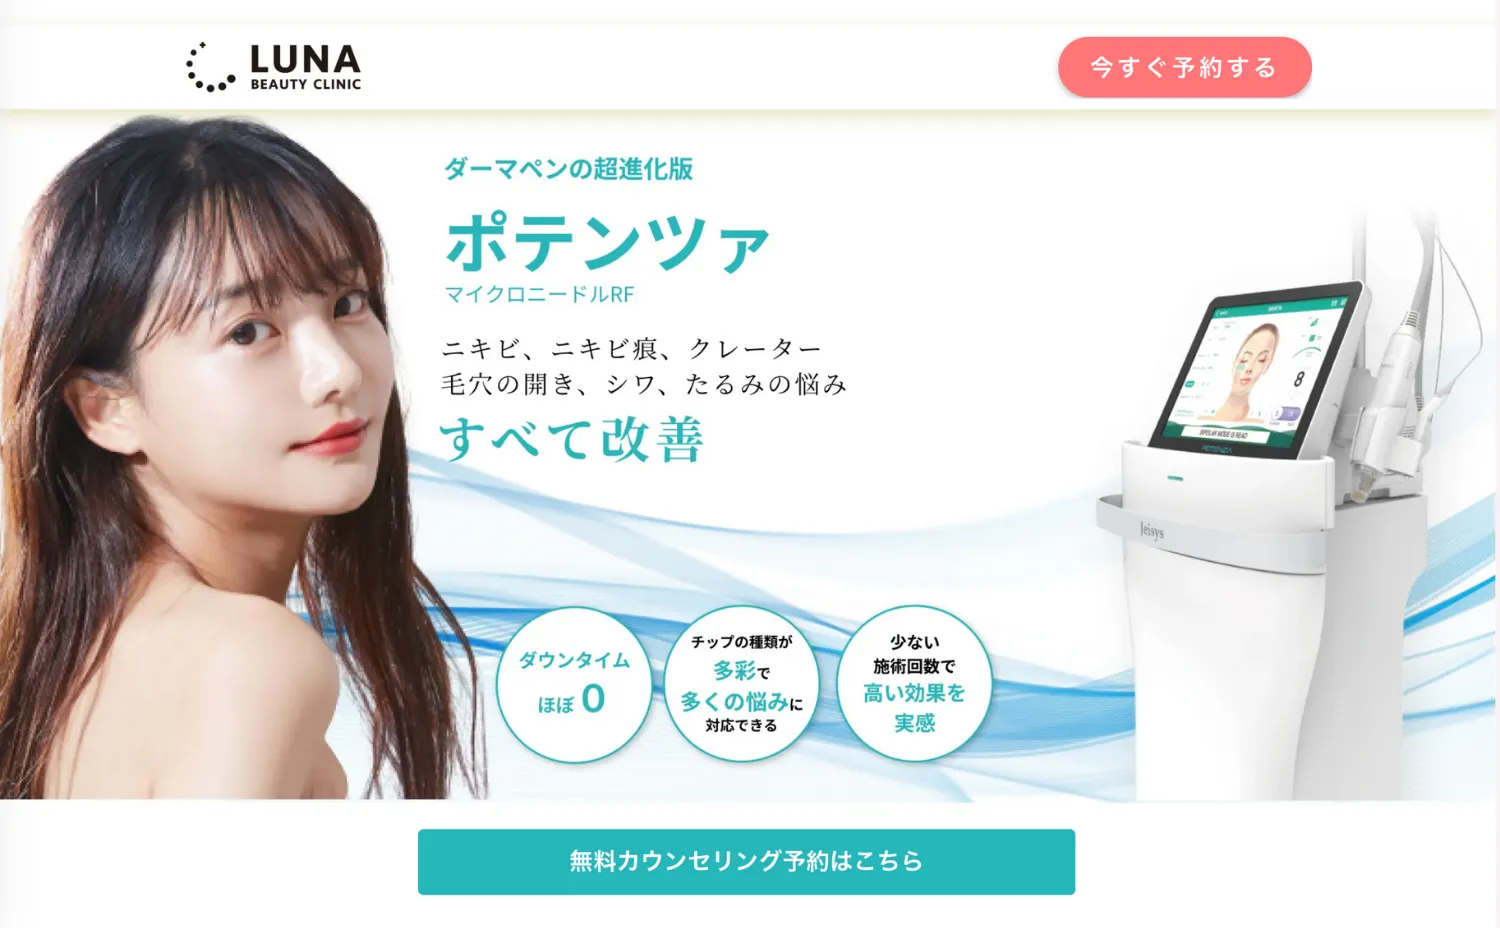 LUNA
BEAUTY CLINIC
今すぐ予約する
ダーマペンの超進化版
ポテンツァ
マイクロニードルRF
ニキビ、ニキビ痕、クレーター
毛穴の開き、シワ、たるみの悩み
すべて改善
8
BIPOLAR MODE IS READ
POTENZA
Jeisys
ダウンタイム
ほぼ 0
チップの種類が
多彩で
多くの悩みに
対応できる
少ない
施術回数で
高い効果を
実感
無料カウンセリング予約はこちら